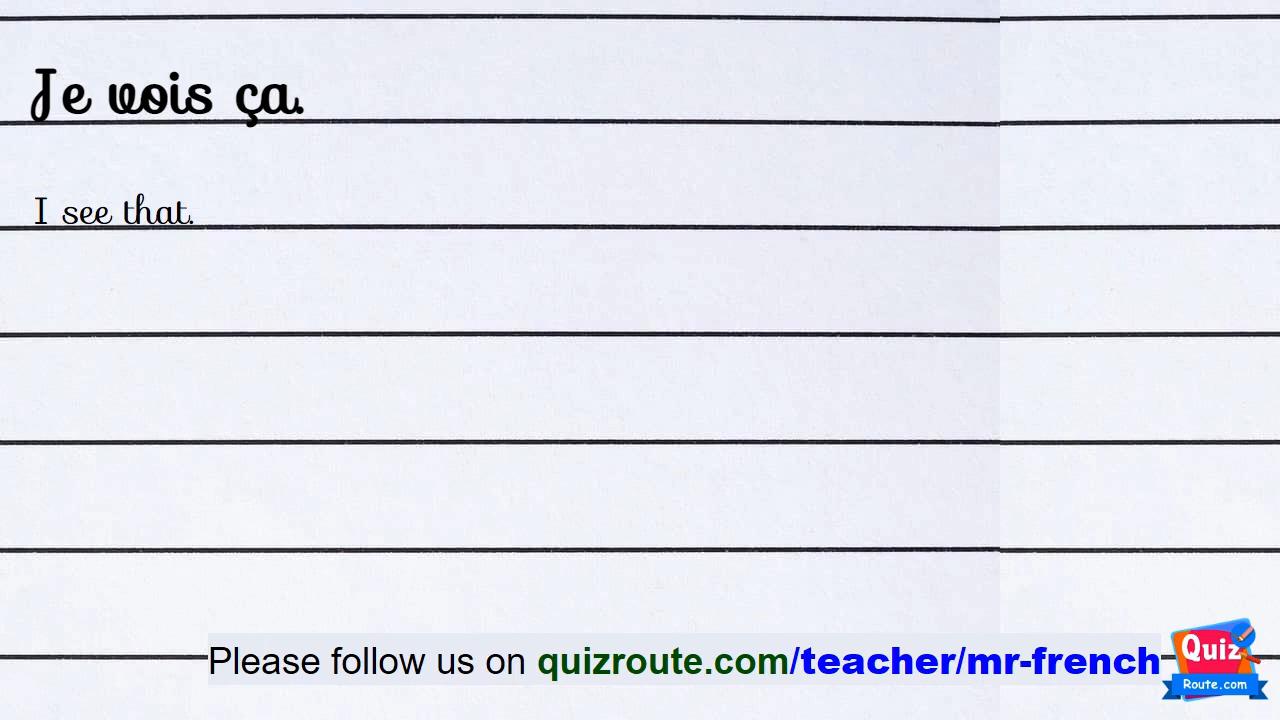 Je vois ça.
I see that.
Please follow us on quizroute.com/teacher/mr-french
Quiz
Route.com